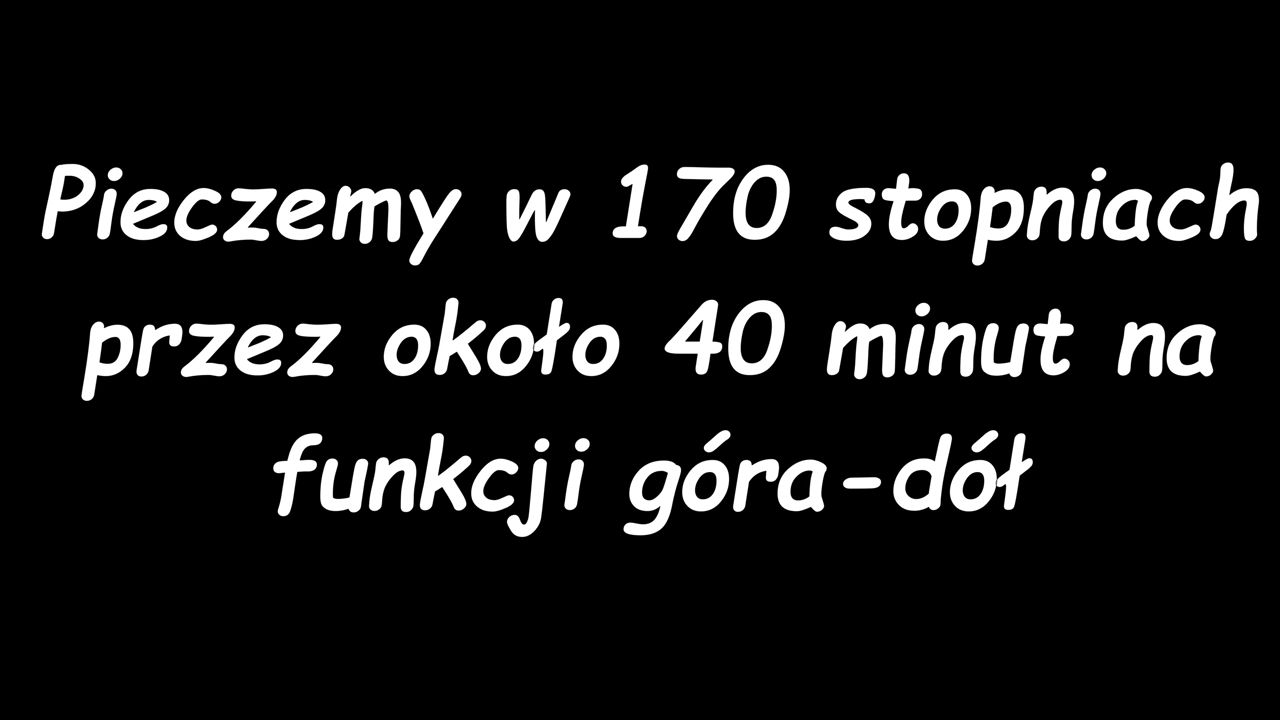 Pieczemy w 170 stopniach
przez około 40 minut na
funkcji góra-dół